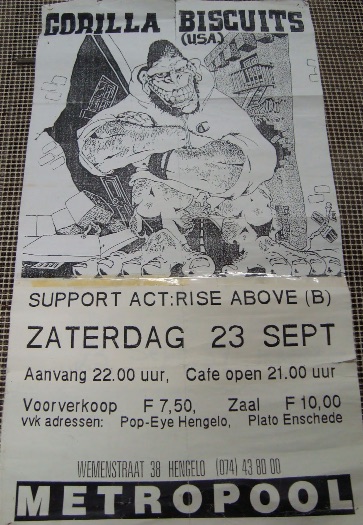 GORILLA BISCUITS
(USA)
SUPPORT ACT:RISE ABOVE (B)
ZATERDAG 23 SEPT
Aanvang 22.00 uur, Cafe open 21.00 uur
Voorverkoop F 7,50, Zaal F 10,00
vvk adressen: Pop-Eye Hengelo, Plato Enschede
WEMENSTRAAT 38 HENGELO (074) 43 80 00
METROPOOL